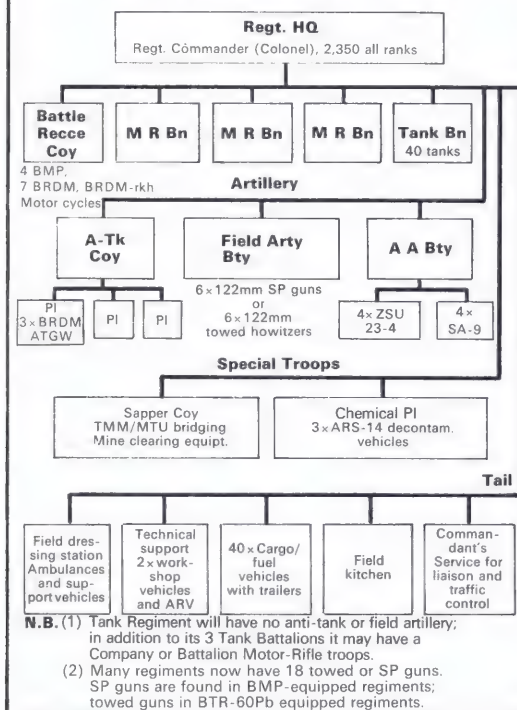 Regt. HQ
Regt. Commander (Colonel), 2,350 all ranks
Battle
Recce
Coy
M R Bn
M R Bn
M R Bn
Tank Bn
40 tanks
4 BMP,
7 BRDM, BRDM-rkh
Motor cycles
Artillery
A-Tk
Coy
Field Arty
Bty
A A Bty
Pl
3×BRDM
ATGW
Pl
Pl
6×122mm SP guns
or
6×122mm
towed howitzers
4×ZSU
23-4
4×
SA-9
Special Troops
Sapper Coy
TMM/MTU bridging
Mine clearing equipt.
Chemical Pl
3×ARS-14 decontam.
vehicles
Tail
Field dres-
sing station
Ambulances
and sup-
port vehicles
Technical
support
2×work-
shop
vehicles
and ARV
40×Cargo/
fuel
vehicles
with trailers
Field
kitchen
Comman-
dant's
Service for
liaison and
traffic
control
N.B. (1) Tank Regiment will have no anti-tank or field artillery;
in addition to its 3 Tank Battalions it may have a
Company or Battalion Motor-Rifle troops.
(2) Many regiments now have 18 towed or SP guns.
SP guns are found in BMP-equipped regiments;
towed guns in BTR-60Pb equipped regiments.